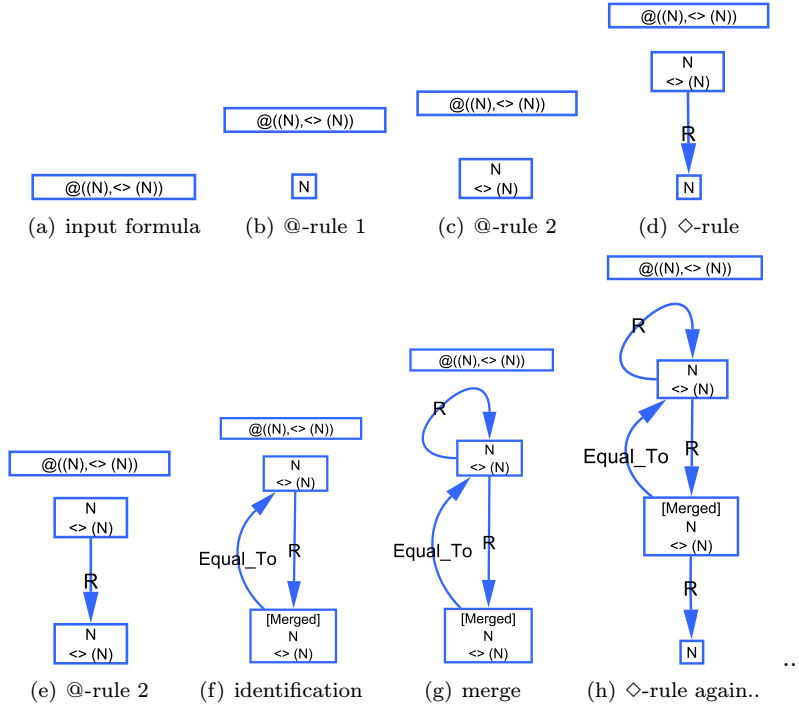 @((N),<> (N))
(a) input formula
@((N),<> (N))
N
(b) @-rule 1
@((N),<> (N))
N
<> (N)
(c) @-rule 2
@((N),<> (N))
N
<> (N)
R
N
(d) ◇-rule
@((N),<> (N))
N
<> (N)
R
N
<> (N)
(e) @-rule 2
@((N),<> (N))
N
<> (N)
Equal_To
R
[Merged]
N
<> (N)
(f) identification
@((N),<> (N))
R
N
<> (N)
Equal_To
R
[Merged]
N
<> (N)
(g) merge
@((N),<> (N))
R
N
<> (N)
Equal_To
R
[Merged]
N
<> (N)
R
N
(h) ◇-rule again..
..